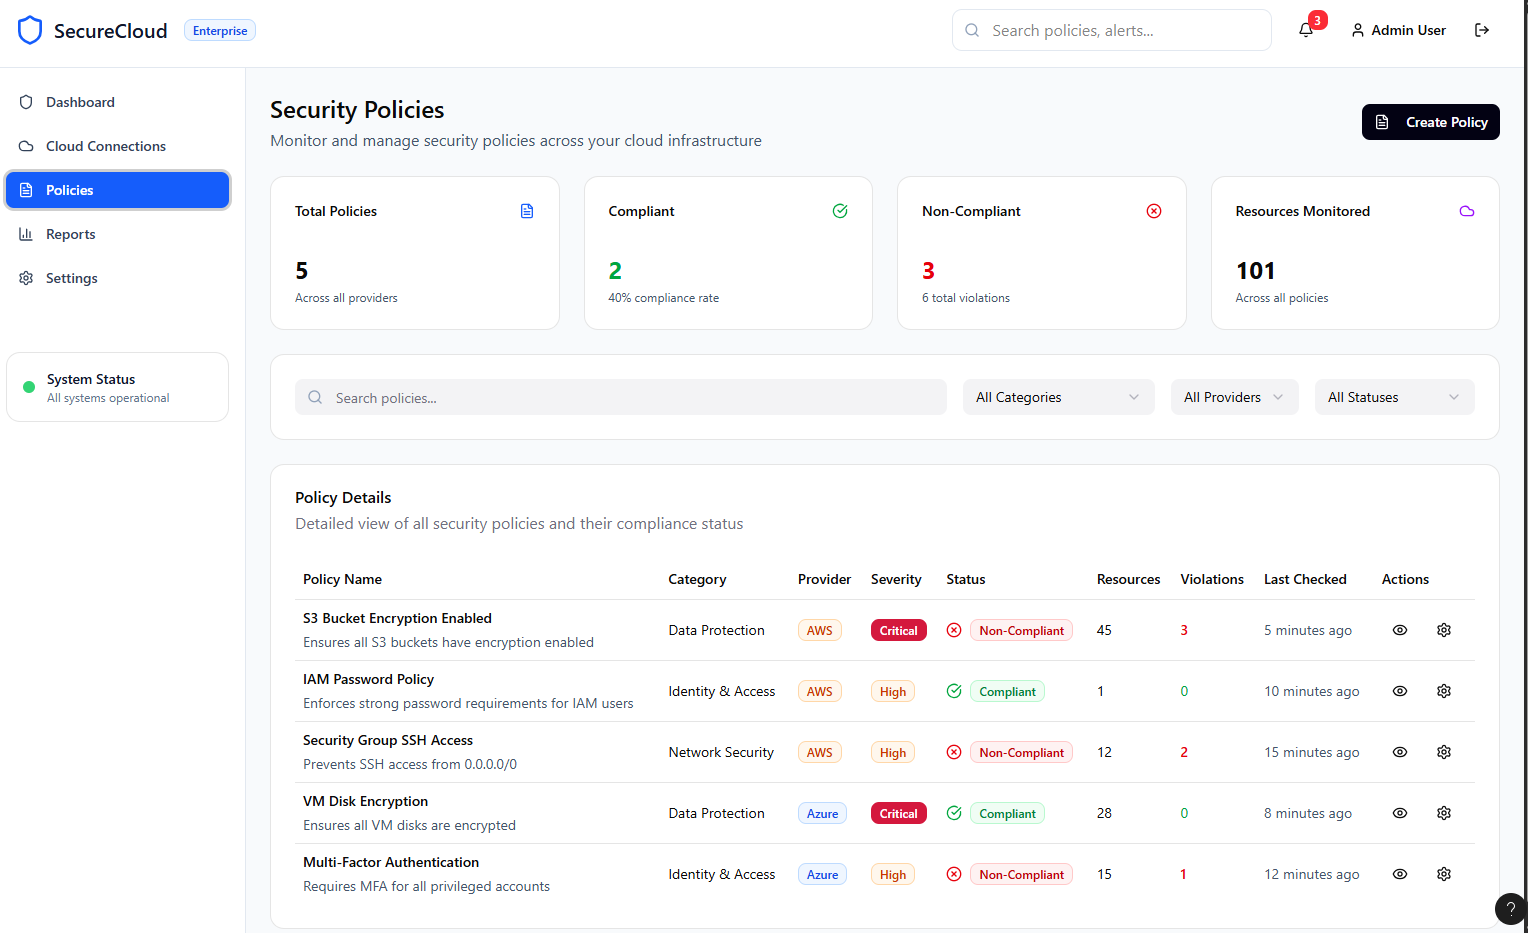 SecureCloud Enterprise
Search policies, alerts...
3
Admin User
Dashboard
Cloud Connections
Policies
Reports
Settings
System Status
All systems operational
Security Policies
Monitor and manage security policies across your cloud infrastructure
Create Policy
Total Policies
5
Across all providers
Compliant
2
40% compliance rate
Non-Compliant
3
6 total violations
Resources Monitored
101
Across all policies
Search policies...
All Categories
All Providers
All Statuses
Policy Details
Detailed view of all security policies and their compliance status
Policy Name Category Provider Severity Status Resources Violations Last Checked Actions
S3 Bucket Encryption Enabled
Ensures all S3 buckets have encryption enabled
Data Protection AWS Critical Non-Compliant 45 3 5 minutes ago
IAM Password Policy
Enforces strong password requirements for IAM users
Identity & Access AWS High Compliant 1 0 10 minutes ago
Security Group SSH Access
Prevents SSH access from 0.0.0.0/0
Network Security AWS High Non-Compliant 12 2 15 minutes ago
VM Disk Encryption
Ensures all VM disks are encrypted
Data Protection Azure Critical Compliant 28 0 8 minutes ago
Multi-Factor Authentication
Requires MFA for all privileged accounts
Identity & Access Azure High Non-Compliant 15 1 12 minutes ago
?